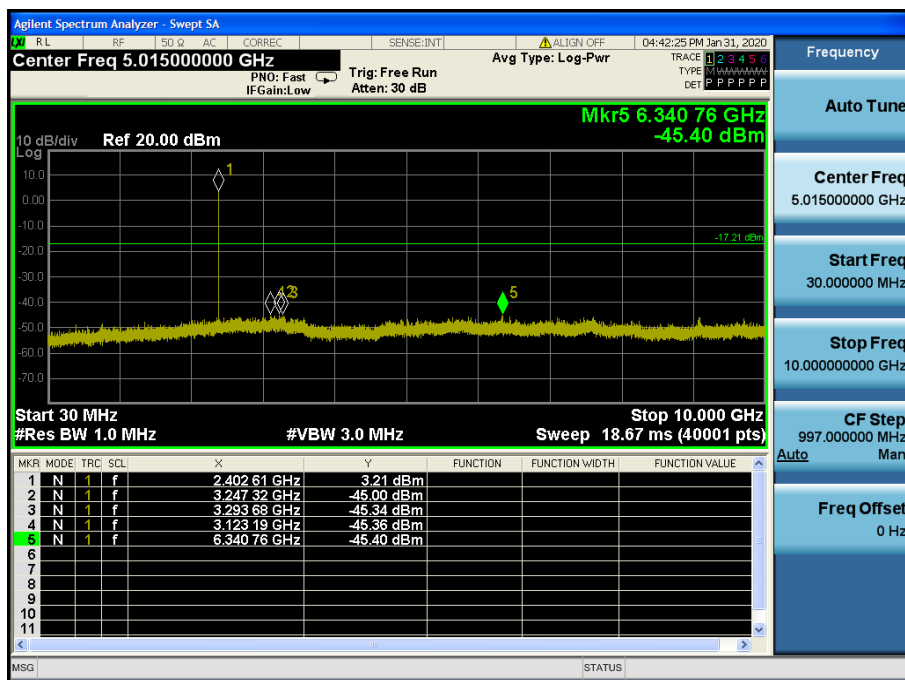 Agilent Spectrum Analyzer - Swept SA
LXI RL RF 50 Ω AC CORREC SENSE:INT ALIGN OFF 04:42:25 PM Jan 31, 2020
Center Freq 5.015000000 GHz
PNO: Fast
IFGain:Low
Trig: Free Run
Atten: 30 dB
Avg Type: Log-Pwr
TRACE 1 2 3 4 5 6
TYPE M WWWWW
DET P P P P P P
Mkr5 6.340 76 GHz
-45.40 dBm
10 dB/div Ref 20.00 dBm
Log
10.0
0.00
-10.0
-20.0
-30.0
-40.0
-50.0
-60.0
-70.0
1
-17.21 dBm
5
Start 30 MHz Stop 10.000 GHz
#Res BW 1.0 MHz #VBW 3.0 MHz Sweep 18.67 ms (40001 pts)
MKR MODE TRC SCL X Y FUNCTION FUNCTION WIDTH FUNCTION VALUE
1 N 1 f 2.402 61 GHz 3.21 dBm
2 N 1 f 3.247 32 GHz -45.00 dBm
3 N 1 f 3.293 68 GHz -45.34 dBm
4 N 1 f 3.123 19 GHz -45.36 dBm
5 N 1 f 6.340 76 GHz -45.40 dBm
6
7
8
9
10
11
MSG STATUS
Frequency
Auto Tune
Center Freq
5.015000000 GHz
Start Freq
30.000000 MHz
Stop Freq
10.000000000 GHz
CF Step
997.000000 MHz
Auto Man
Freq Offset
0 Hz